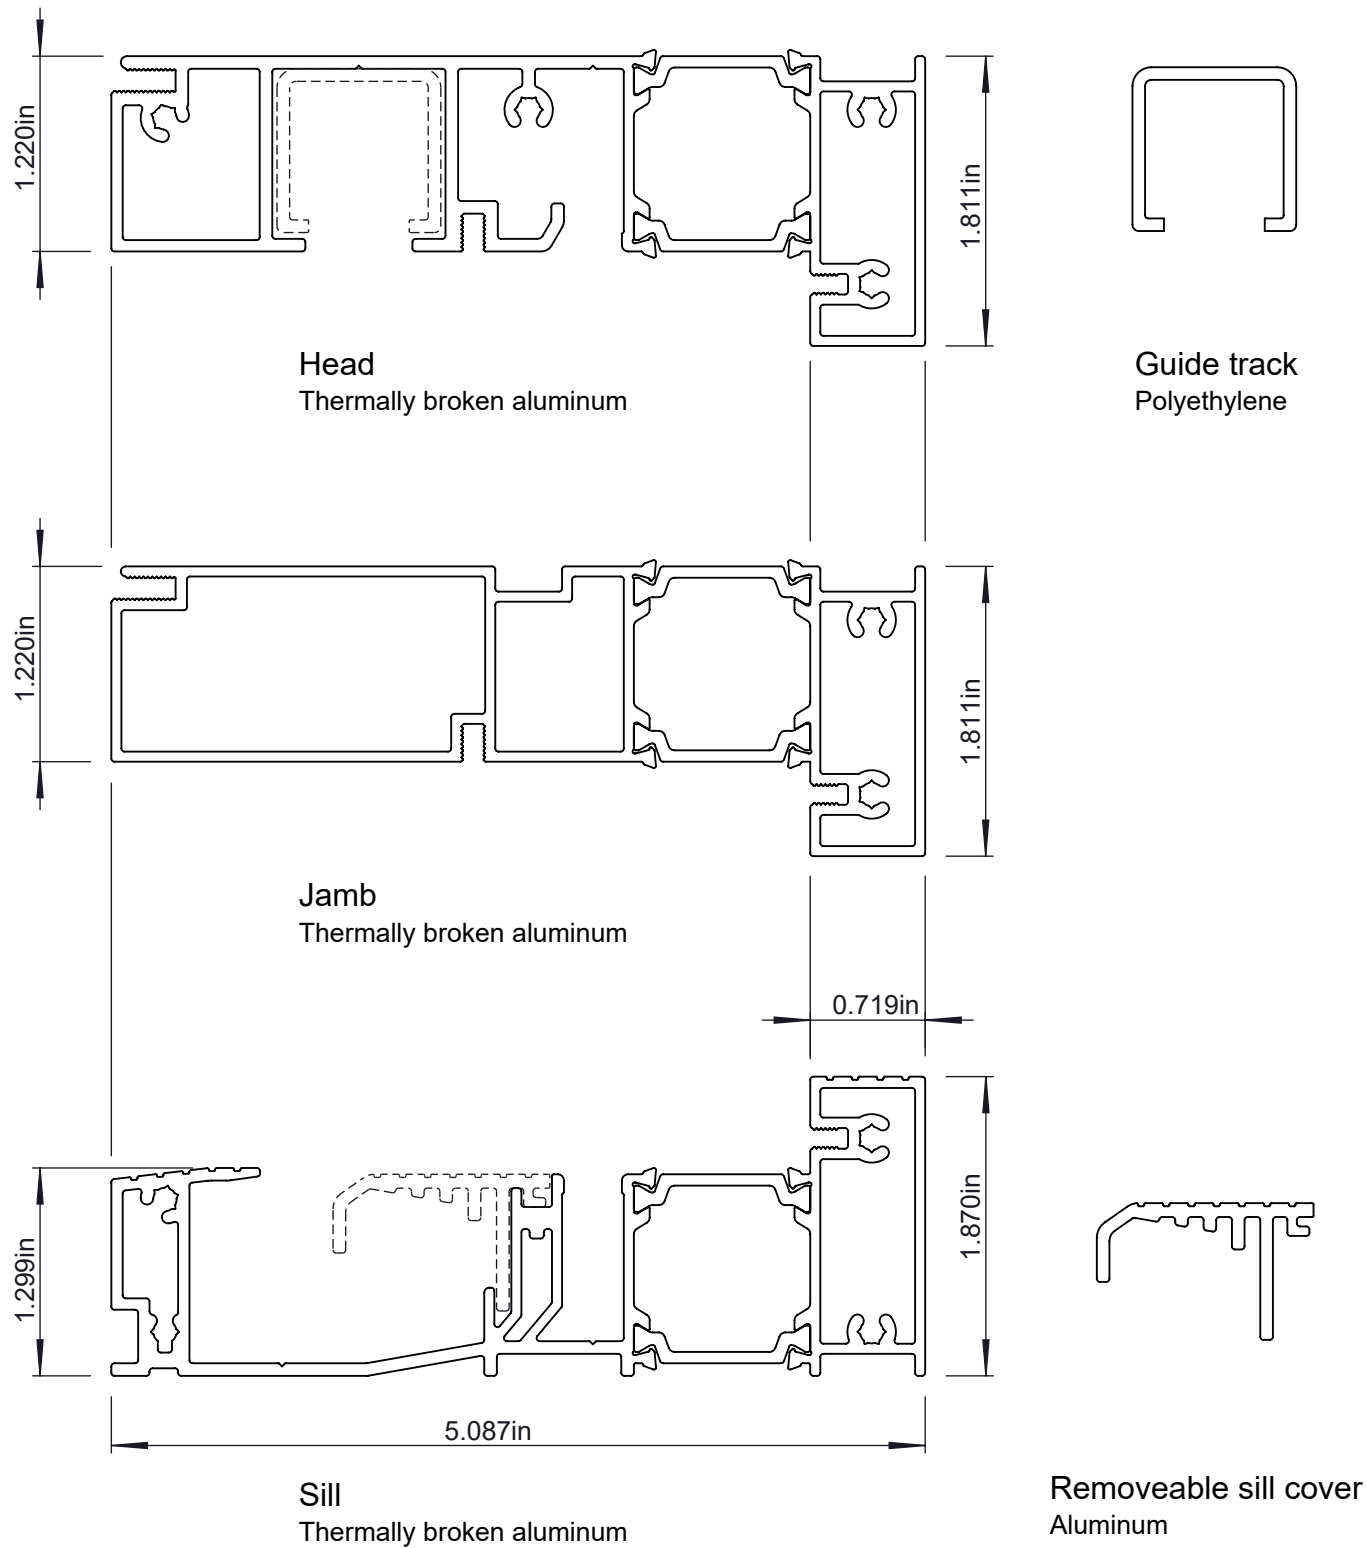 1.220in
1.811in
Head
Thermally broken aluminum
Guide track
Polyethylene
1.220in
1.811in
Jamb
Thermally broken aluminum
0.719in
1.299in
1.870in
5.087in
Sill
Thermally broken aluminum
Removeable sill cover
Aluminum